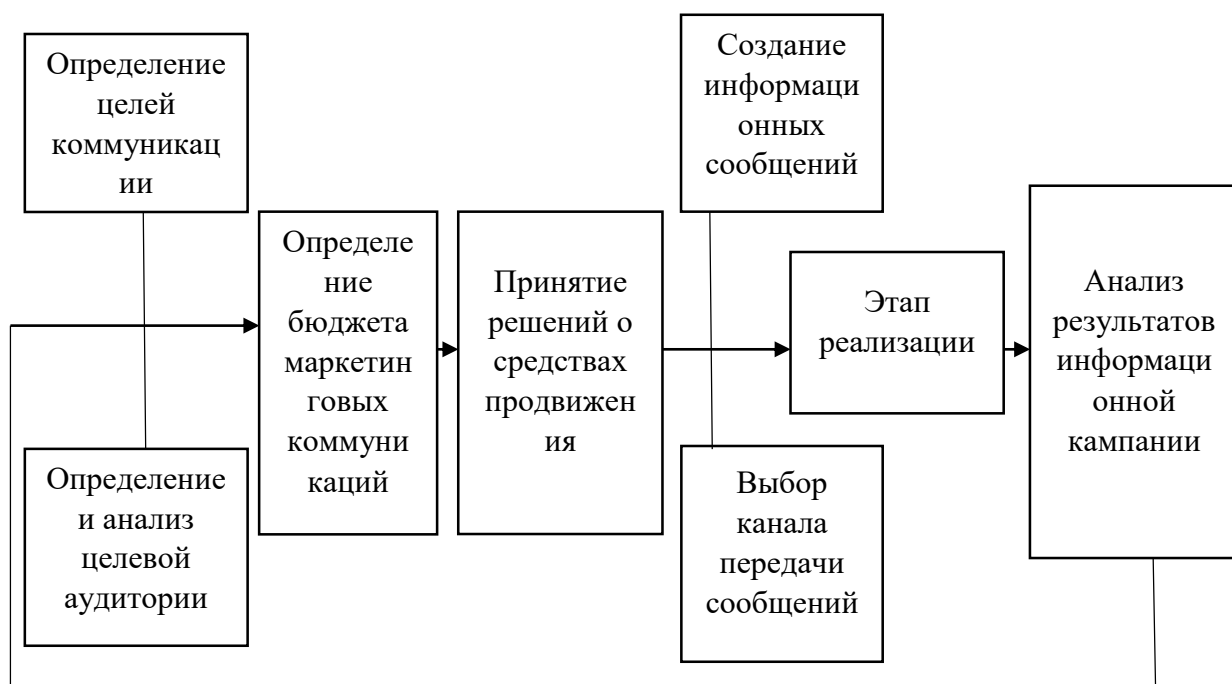 Определение
целей
коммуникац
ии
Определение
и анализ
целевой
аудитории
Определе
ние
бюджета
маркетин
говых
коммуни
каций
Принятие
решений о
средствах
продвижен
ия
Создание
информаци
онных
сообщений
Выбор
канала
передачи
сообщений
Этап
реализации
Анализ
результатов
информаци
онной
кампании